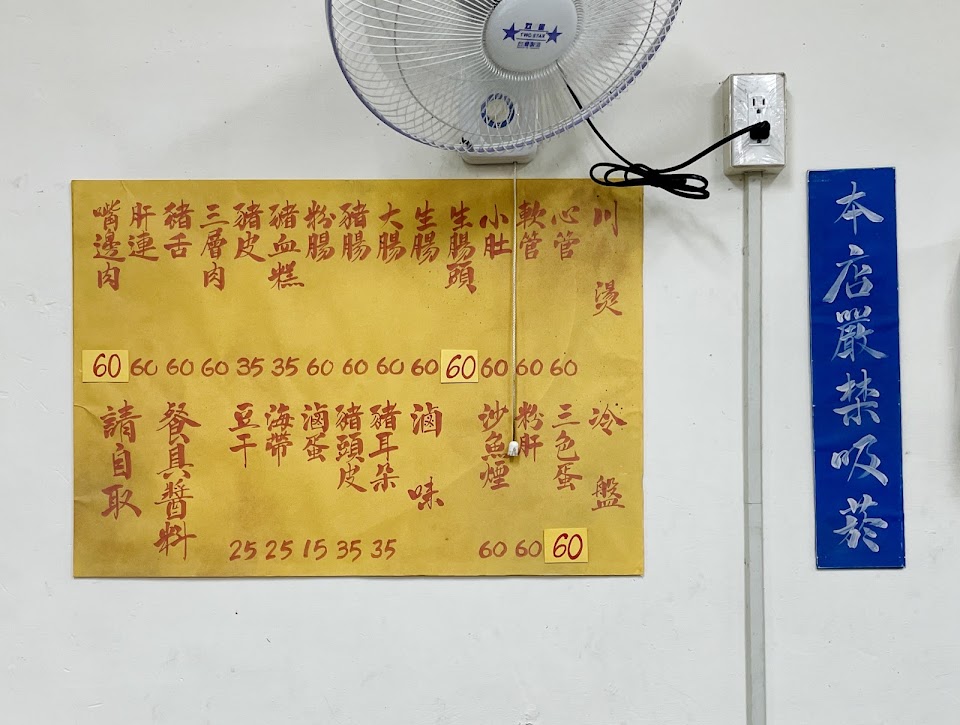 双星
TWO STAR
川燙
心管 60
軟管 60
小肚 60
生腸頭 60
生腸 60
大腸 60
豬腸 60
粉腸 60
豬血糕 35
豬皮 35
三層肉 60
豬舌 60
肝連 60
嘴邊肉 60
冷盤
三色蛋 60
粉肝 60
沙魚煙 60
滷味
豬耳朵 35
豬頭皮 35
滷蛋 15
海帶 25
豆干 25
餐具醬料
請自取
本店嚴禁吸菸